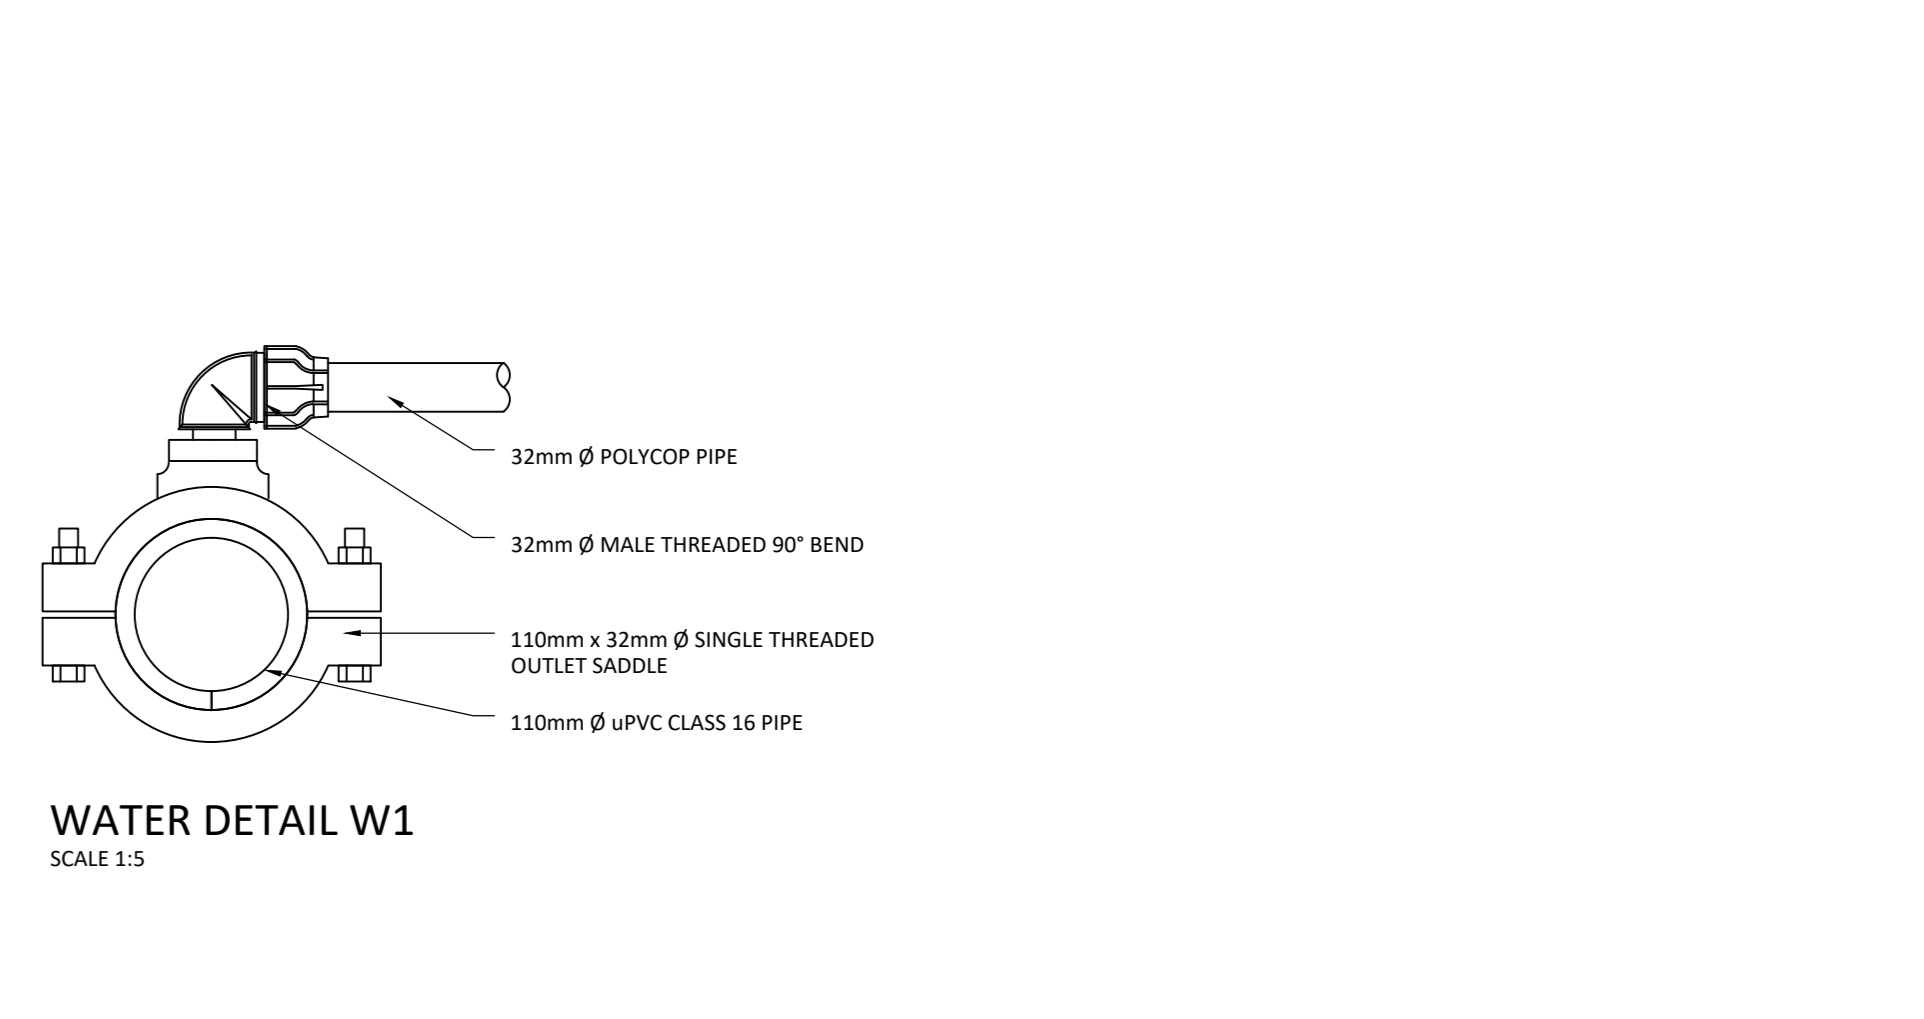 32mm Ø POLYCOP PIPE
32mm Ø MALE THREADED 90° BEND
110mm x 32mm Ø SINGLE THREADED
OUTLET SADDLE
110mm Ø uPVC CLASS 16 PIPE
WATER DETAIL W1
SCALE 1:5